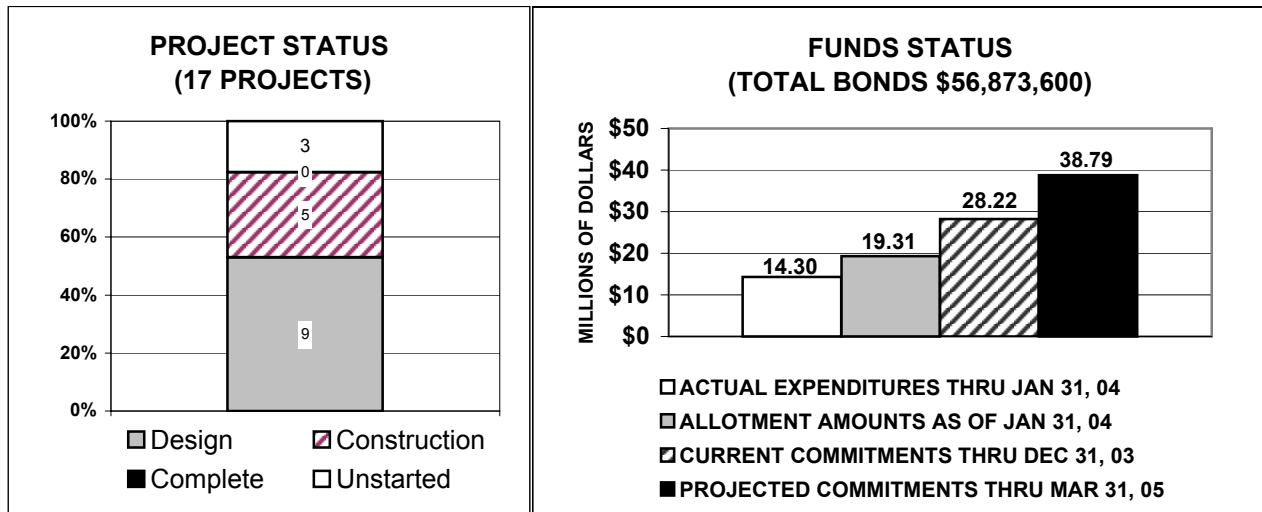 PROJECT STATUS
(17 PROJECTS)
100%
80%
60%
40%
20%
0%
3
0
5
9
Design Construction
Complete Unstarted
FUNDS STATUS
(TOTAL BONDS $56,873,600)
MILLIONS OF DOLLARS
$50
$40
$30
$20
$10
$0
14.30
19.31
28.22
38.79
ACTUAL EXPENDITURES THRU JAN 31, 04
ALLOTMENT AMOUNTS AS OF JAN 31, 04
CURRENT COMMITMENTS THRU DEC 31, 03
PROJECTED COMMITMENTS THRU MAR 31, 05